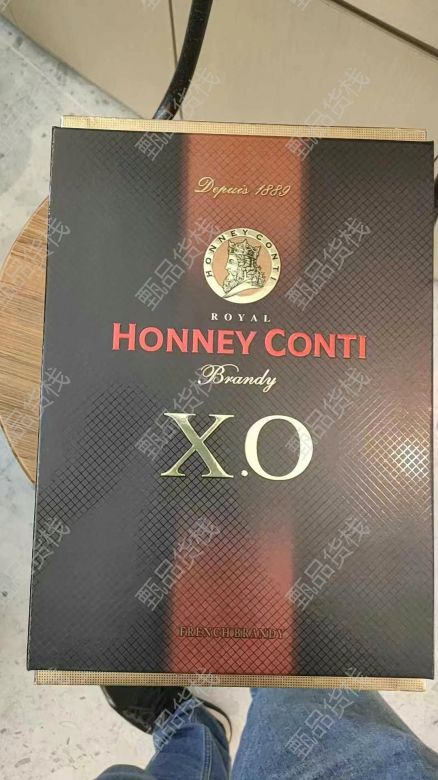 Depuis 1889
HONNEY CONTI
ROYAL
HONNEY CONTI
Brandy
X.O
FRENCH BRANDY
甄品货栈